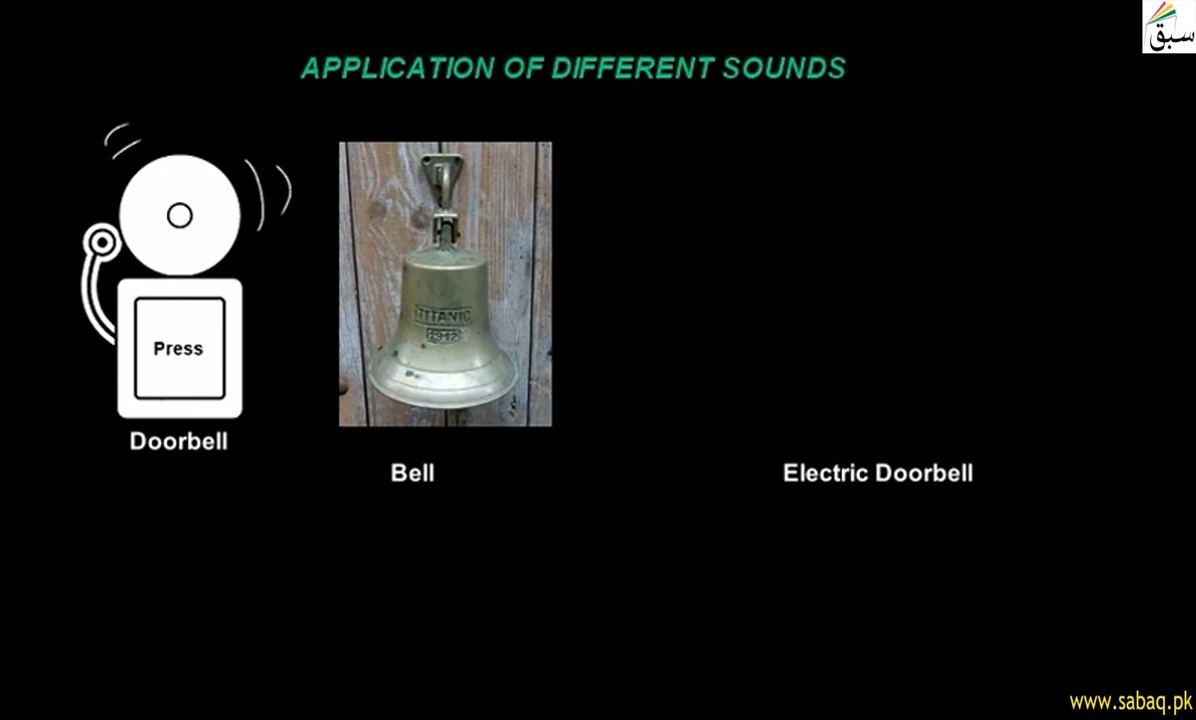 سبق
APPLICATION OF DIFFERENT SOUNDS
Press
TITANIC
1912
Doorbell
Bell
Electric Doorbell
www.sabaq.pk